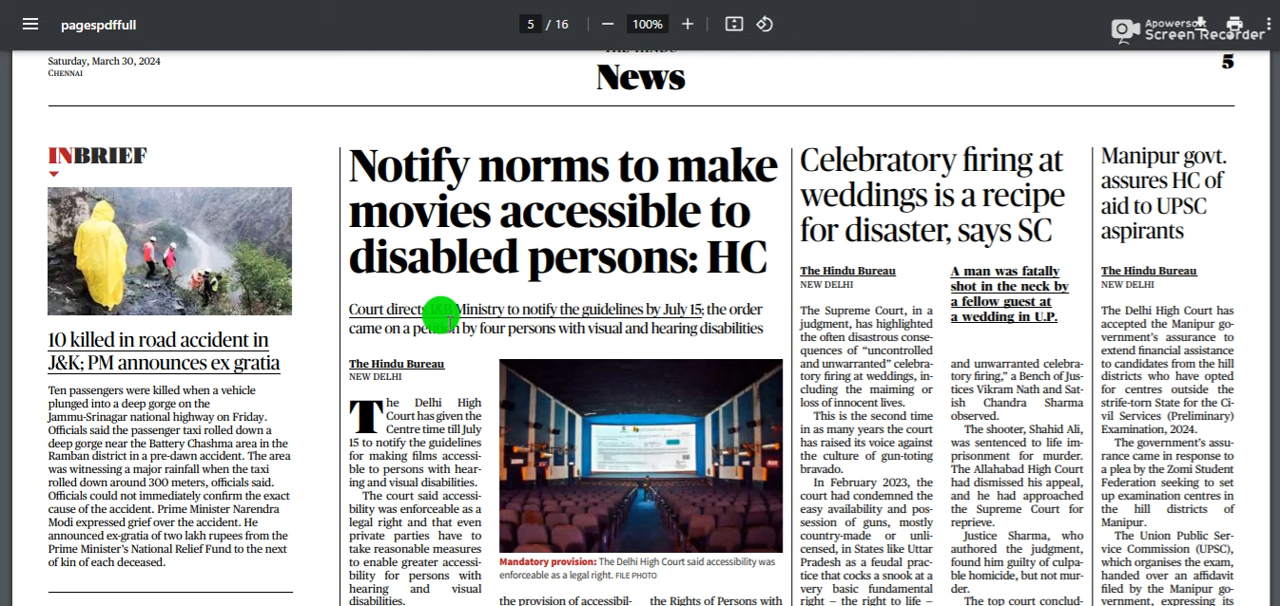 pagespdffull
5 / 16
100%
Apowersoft
Screen Recorder
THE HINDU
Saturday, March 30, 2024
CHENNAI
News
5
INBRIEF
10 killed in road accident in
J&K; PM announces ex gratia
Ten passengers were killed when a vehicle
plunged into a deep gorge on the
Jammu-Srinagar national highway on Friday.
Officials said the passenger taxi rolled down a
deep gorge near the Battery Chashma area in the
Ramban district in a pre-dawn accident. The area
was witnessing a major rainfall when the taxi
rolled down around 300 meters, officials said.
Officials could not immediately confirm the exact
cause of the accident. Prime Minister Narendra
Modi expressed grief over the accident. He
announced ex-gratia of two lakh rupees from the
Prime Minister's National Relief Fund to the next
of kin of each deceased.
Notify norms to make
movies accessible to
disabled persons: HC
Court directs I&B Ministry to notify the guidelines by July 15; the order
came on a petition by four persons with visual and hearing disabilities
The Hindu Bureau
NEW DELHI
The Delhi High
Court has given the
Centre time till July
15 to notify the guidelines
for making films accessi-
ble to persons with hear-
ing and visual disabilities.
The court said accessi-
bility was enforceable as a
legal right and that even
private parties have to
take reasonable measures
to enable greater accessi-
bility for persons with
hearing and visual
disabilities.
Mandatory provision: The Delhi High Court said accessibility was
enforceable as a legal right. FILE PHOTO
the provision of accessibil-
the Rights of Persons with
Celebratory firing at
weddings is a recipe
for disaster, says SC
The Hindu Bureau
NEW DELHI
The Supreme Court, in a
judgment, has highlighted
the often disastrous conse-
quences of "uncontrolled
and unwarranted" celebra-
tory firing at weddings, in-
cluding the maiming or
loss of innocent lives.
This is the second time
in as many years the court
has raised its voice against
the culture of gun-toting
bravado.
In February 2023, the
court had condemned the
easy availability and pos-
session of guns, mostly
country-made or unli-
censed, in States like Uttar
Pradesh as a feudal prac-
tice that cocks a snook at a
very basic fundamental
right – the right to life –
A man was fatally
shot in the neck by
a fellow guest at
a wedding in U.P.
and unwarranted celebra-
tory firing," a Bench of Jus-
tices Vikram Nath and Sat-
ish Chandra Sharma
observed.
The shooter, Shahid Ali,
was sentenced to life im-
prisonment for murder.
The Allahabad High Court
had dismissed his appeal,
and he had approached
the Supreme Court for
reprieve.
Justice Sharma, who
authored the judgment,
found him guilty of culpa-
ble homicide, but not mur-
der.
The top court conclud-
Manipur govt.
assures HC of
aid to UPSC
aspirants
The Hindu Bureau
NEW DELHI
The Delhi High Court has
accepted the Manipur go-
vernment's assurance to
extend financial assistance
to candidates from the hill
districts who have opted
for centres outside the
strife-torn State for the Ci-
vil Services (Preliminary)
Examination, 2024.
The government's assu-
rance came in response to
a plea by the Zomi Student
Federation seeking to set
up examination centres in
the hill districts of
Manipur.
The Union Public Ser-
vice Commission (UPSC),
which organises the exam,
handed over an affidavit
filed by the Manipur go-
vernment, expressing its